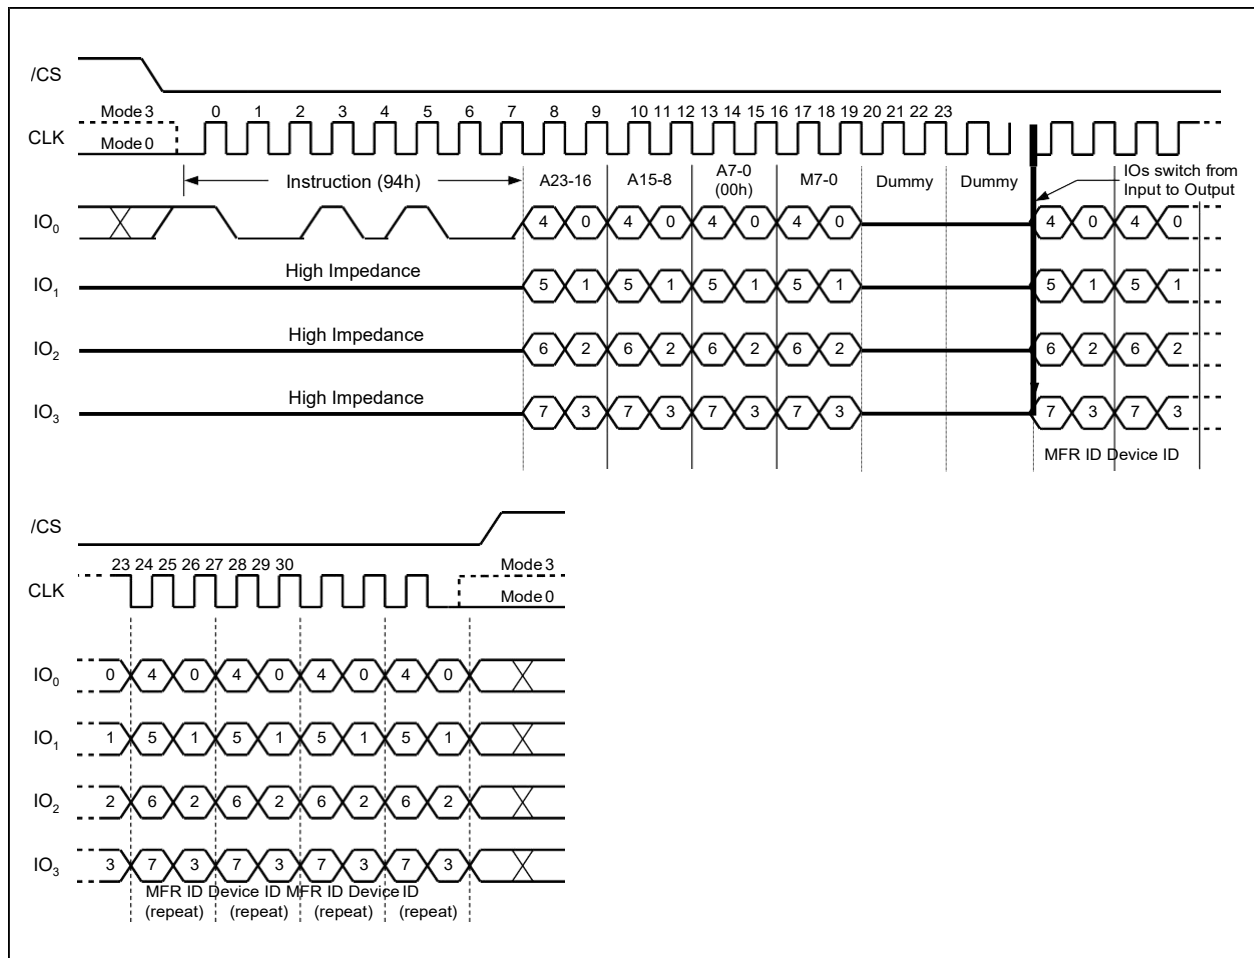 /CS
Mode 3
0 1 2 3 4 5 6 7 8 9 10 11 12 13 14 15 16 17 18 19 20 21 22 23
CLK
Mode 0
Instruction (94h)
A23-16
A15-8
A7-0
(00h)
M7-0
Dummy
Dummy
IOs switch from
Input to Output
IO0
4 0 4 0 4 0 4 0 4 0 4 0
High Impedance
IO1
5 1 5 1 5 1 5 1 5 1 5 1
High Impedance
IO2
6 2 6 2 6 2 6 2 6 2 6 2
High Impedance
IO3
7 3 7 3 7 3 7 3 7 3 7 3
MFR ID Device ID
/CS
23 24 25 26 27 28 29 30
Mode 3
CLK
Mode 0
IO0
0 4 0 4 0 4 0 4 0
IO1
1 5 1 5 1 5 1 5 1
IO2
2 6 2 6 2 6 2 6 2
IO3
3 7 3 7 3 7 3 7 3
MFR ID Device ID MFR ID Device ID
(repeat) (repeat) (repeat) (repeat)